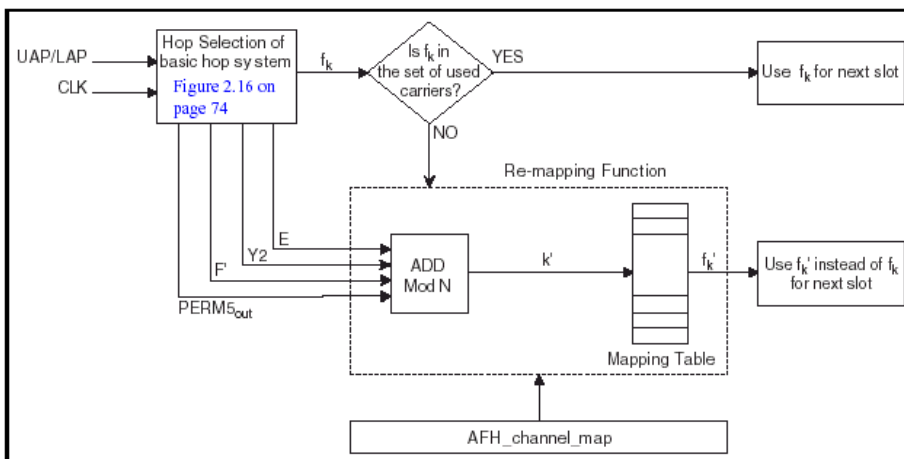 UAP/LAP
CLK
Hop Selection of
basic hop system
Figure 2.16 on
page 74
fk
Is fk in
the set of used
carriers?
YES
Use fk for next slot
NO
Re-mapping Function
E
Y2
F'
PERM5out
ADD
Mod N
k'
fk'
Mapping Table
Use fk' instead of fk
for next slot
AFH_channel_map